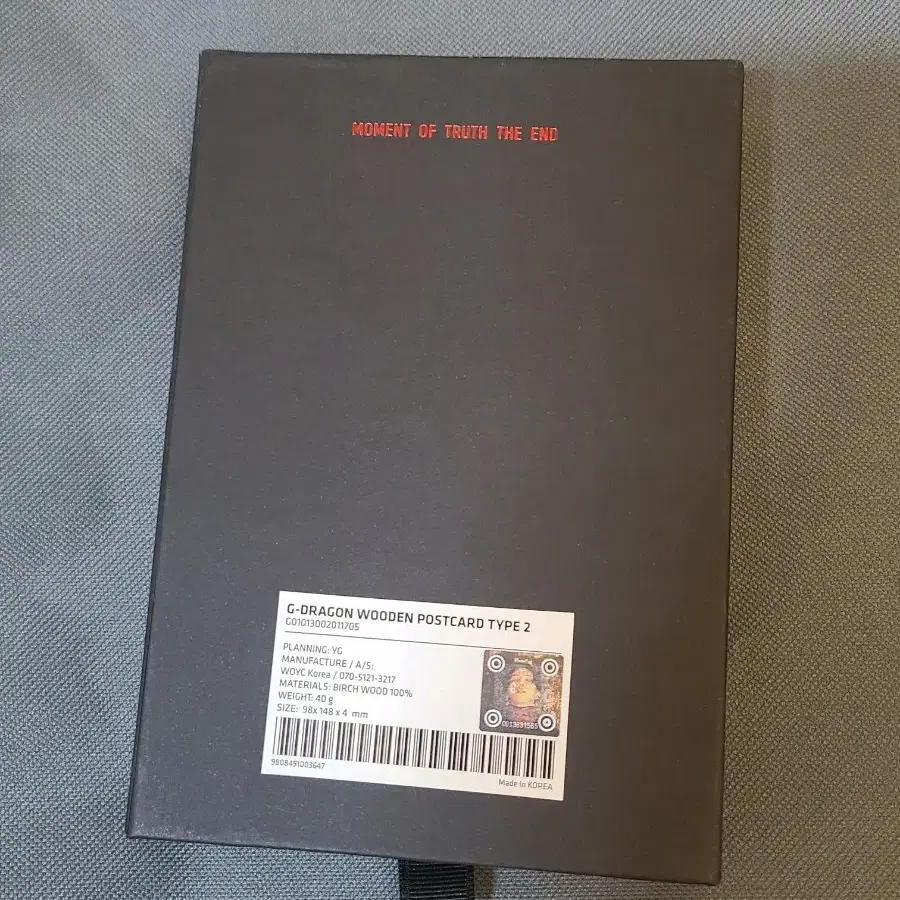 MOMENT OF TRUTH THE END
G-DRAGON WOODEN POSTCARD TYPE 2
G01013002011705
PLANNING: YG
MANUFACTURE / A/S:
WOYC Korea / 070-5121-3217
MATERIALS: BIRCH WOOD 100%
WEIGHT: 40 g
SIZE: 98x 148 x 4 mm
9808451003647
Made in KOREA